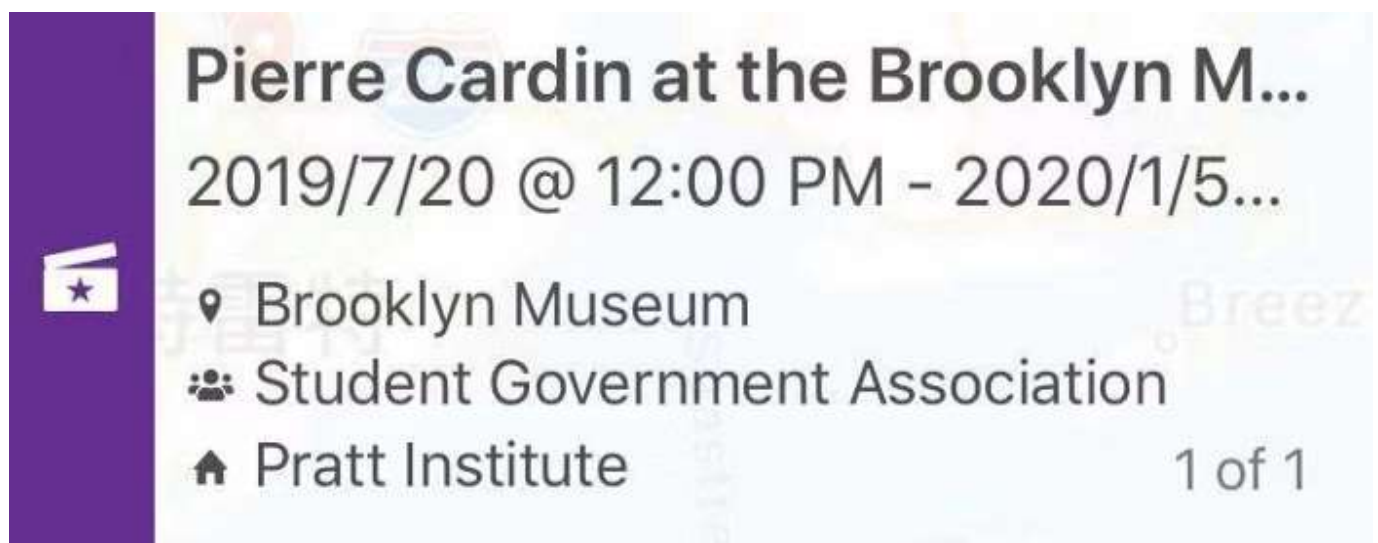 Pierre Cardin at the Brooklyn M...
2019/7/20 @ 12:00 PM - 2020/1/5...
Brooklyn Museum
Breez
Student Government Association
Pratt Institute
1 of 1